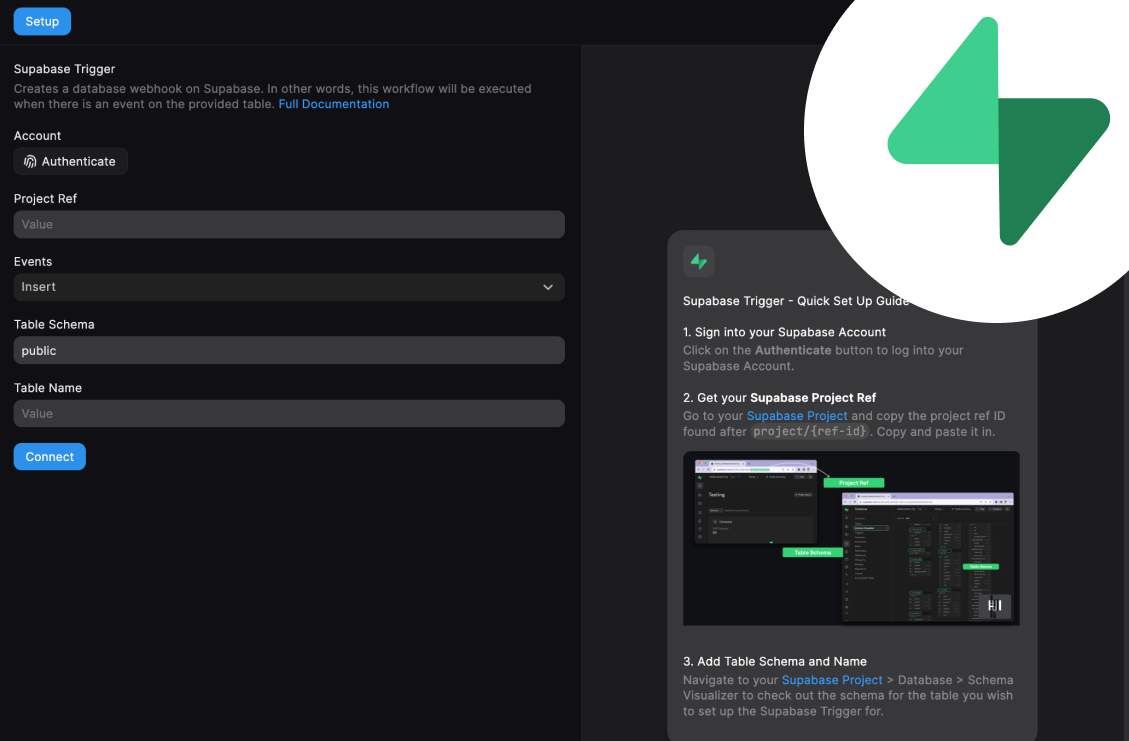 Setup
Supabase Trigger
Creates a database webhook on Supabase. In other words, this workflow will be executed
when there is an event on the provided table. Full Documentation
Account
Authenticate
Project Ref
Value
Events
Insert
Table Schema
public
Table Name
Value
Connect
Supabase Trigger - Quick Set Up Guide
1. Sign into your Supabase Account
Click on the Authenticate button to log into your
Supabase Account.
2. Get your Supabase Project Ref
Go to your Supabase Project and copy the project ref ID
found after project/{ref-id}. Copy and paste it in.
Project Ref
Testing
Table Schema
Table Name
3. Add Table Schema and Name
Navigate to your Supabase Project > Database > Schema
Visualizer to check out the schema for the table you wish
to set up the Supabase Trigger for.